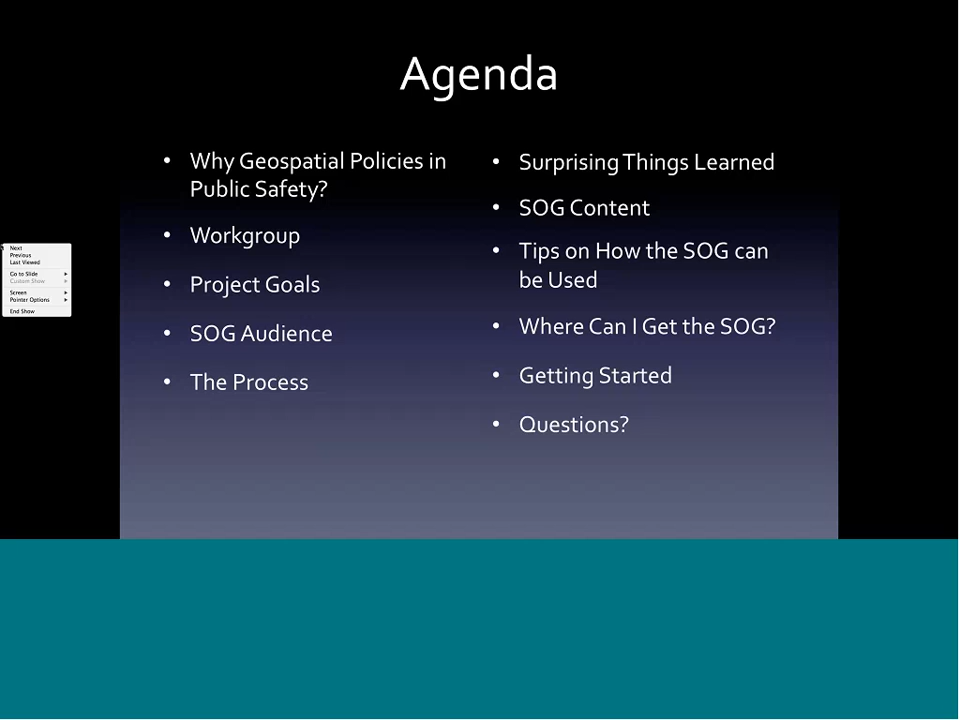 Agenda
• Why Geospatial Policies in
Public Safety?
• Workgroup
• Project Goals
• SOG Audience
• The Process
• Surprising Things Learned
• SOG Content
• Tips on How the SOG can
be Used
• Where Can I Get the SOG?
• Getting Started
• Questions?
Next
Previous
Last Viewed
Go to Slide
Custom Show
Screen
Pointer Options
End Show